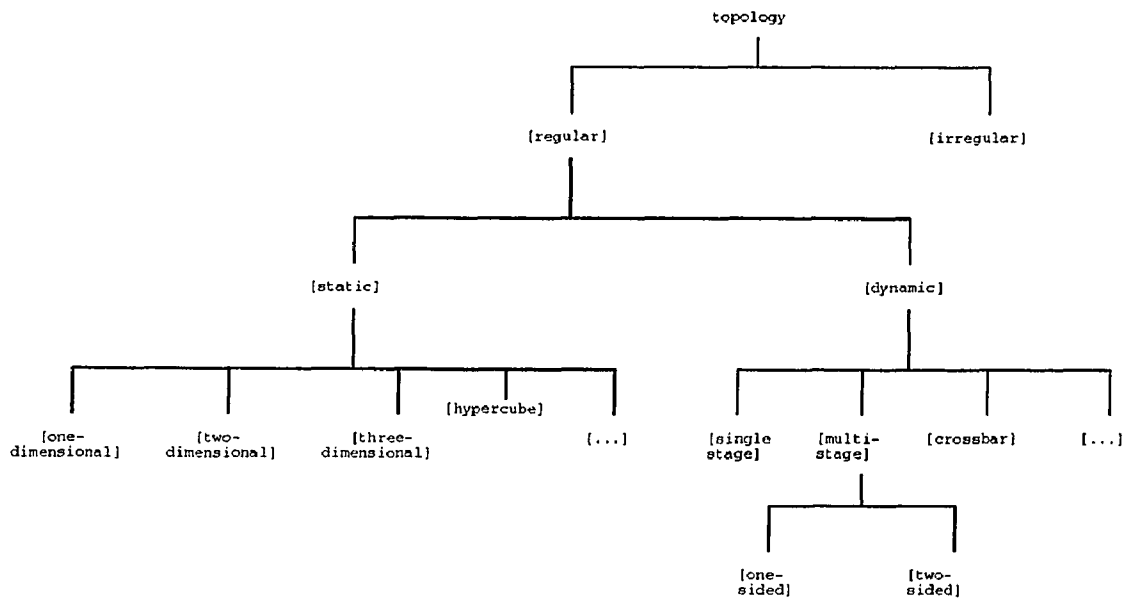 topology
[regular]
[irregular]
[static]
[dynamic]
[hypercube]
[one-
dimensional]
[two-
dimensional]
[three-
dimensional]
[...]
[single
stage]
[multi-
stage]
[crossbar]
[...]
[one-
sided]
[two-
sided]